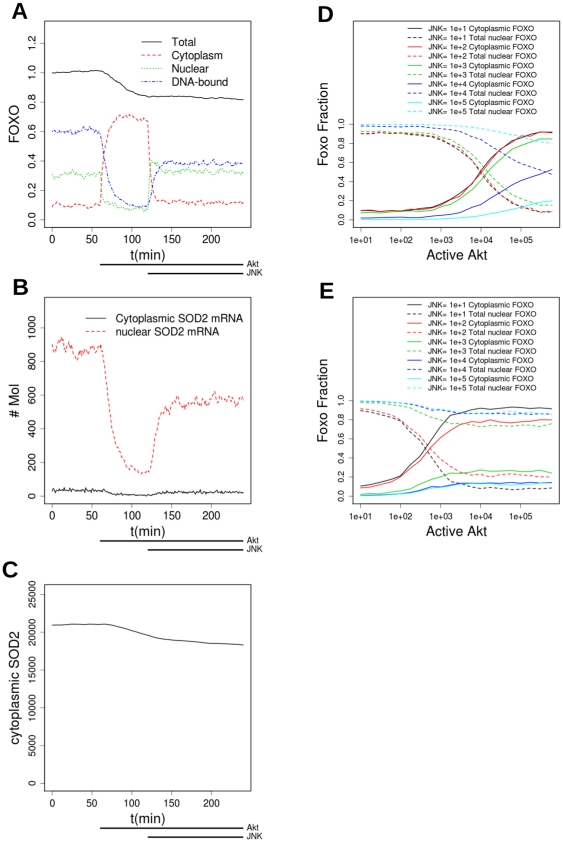 A
FOXO
0.0 0.2 0.4 0.6 0.8 1.0 1.2
Total
Cytoplasm
Nuclear
DNA-bound
0 50 100 150 200
t(min)
Akt
JNK
B
# Mol
0 200 400 600 800 1000
Cytoplasmic SOD2 mRNA
nuclear SOD2 mRNA
0 50 100 150 200
t(min)
Akt
JNK
C
cytoplasmic SOD2
0 5000 10000 15000 20000 25000
0 50 100 150 200
t(min)
Akt
JNK
D
Foxo Fraction
0.0 0.2 0.4 0.6 0.8 1.0
JNK= 1e+1 Cytoplasmic FOXO
JNK= 1e+1 Total nuclear FOXO
JNK= 1e+2 Cytoplasmic FOXO
JNK= 1e+2 Total nuclear FOXO
JNK= 1e+3 Cytoplasmic FOXO
JNK= 1e+3 Total nuclear FOXO
JNK= 1e+4 Cytoplasmic FOXO
JNK= 1e+4 Total nuclear FOXO
JNK= 1e+5 Cytoplasmic FOXO
JNK= 1e+5 Total nuclear FOXO
1e+01 1e+02 1e+03 1e+04 1e+05
Active Akt
E
Foxo Fraction
0.0 0.2 0.4 0.6 0.8 1.0
JNK= 1e+1 Cytoplasmic FOXO
JNK= 1e+1 Total nuclear FOXO
JNK= 1e+2 Cytoplasmic FOXO
JNK= 1e+2 Total nuclear FOXO
JNK= 1e+3 Cytoplasmic FOXO
JNK= 1e+3 Total nuclear FOXO
JNK= 1e+4 Cytoplasmic FOXO
JNK= 1e+4 Total nuclear FOXO
JNK= 1e+5 Cytoplasmic FOXO
JNK= 1e+5 Total nuclear FOXO
1e+01 1e+02 1e+03 1e+04 1e+05
Active Akt